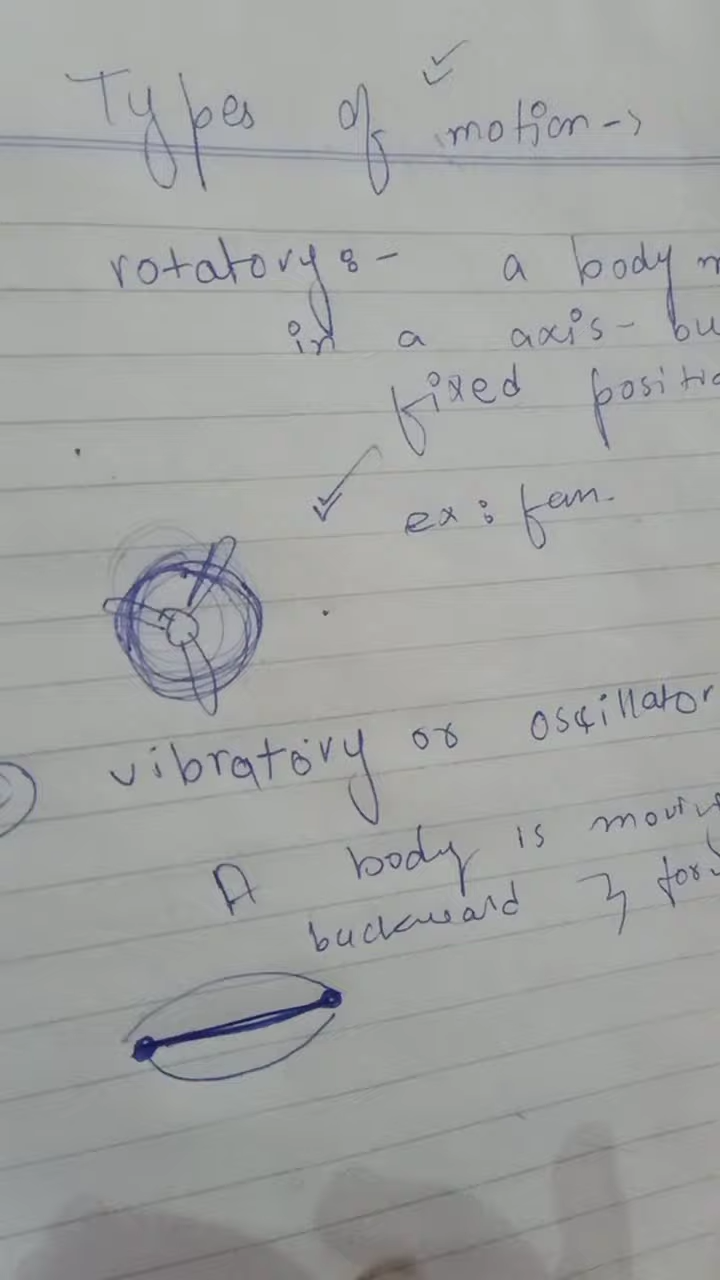 Types of motion->
rotatory :- a body
in a axis- bu
fixed positi
ex : fan.
vibratory or oscillator
A body is movin
buckward & for